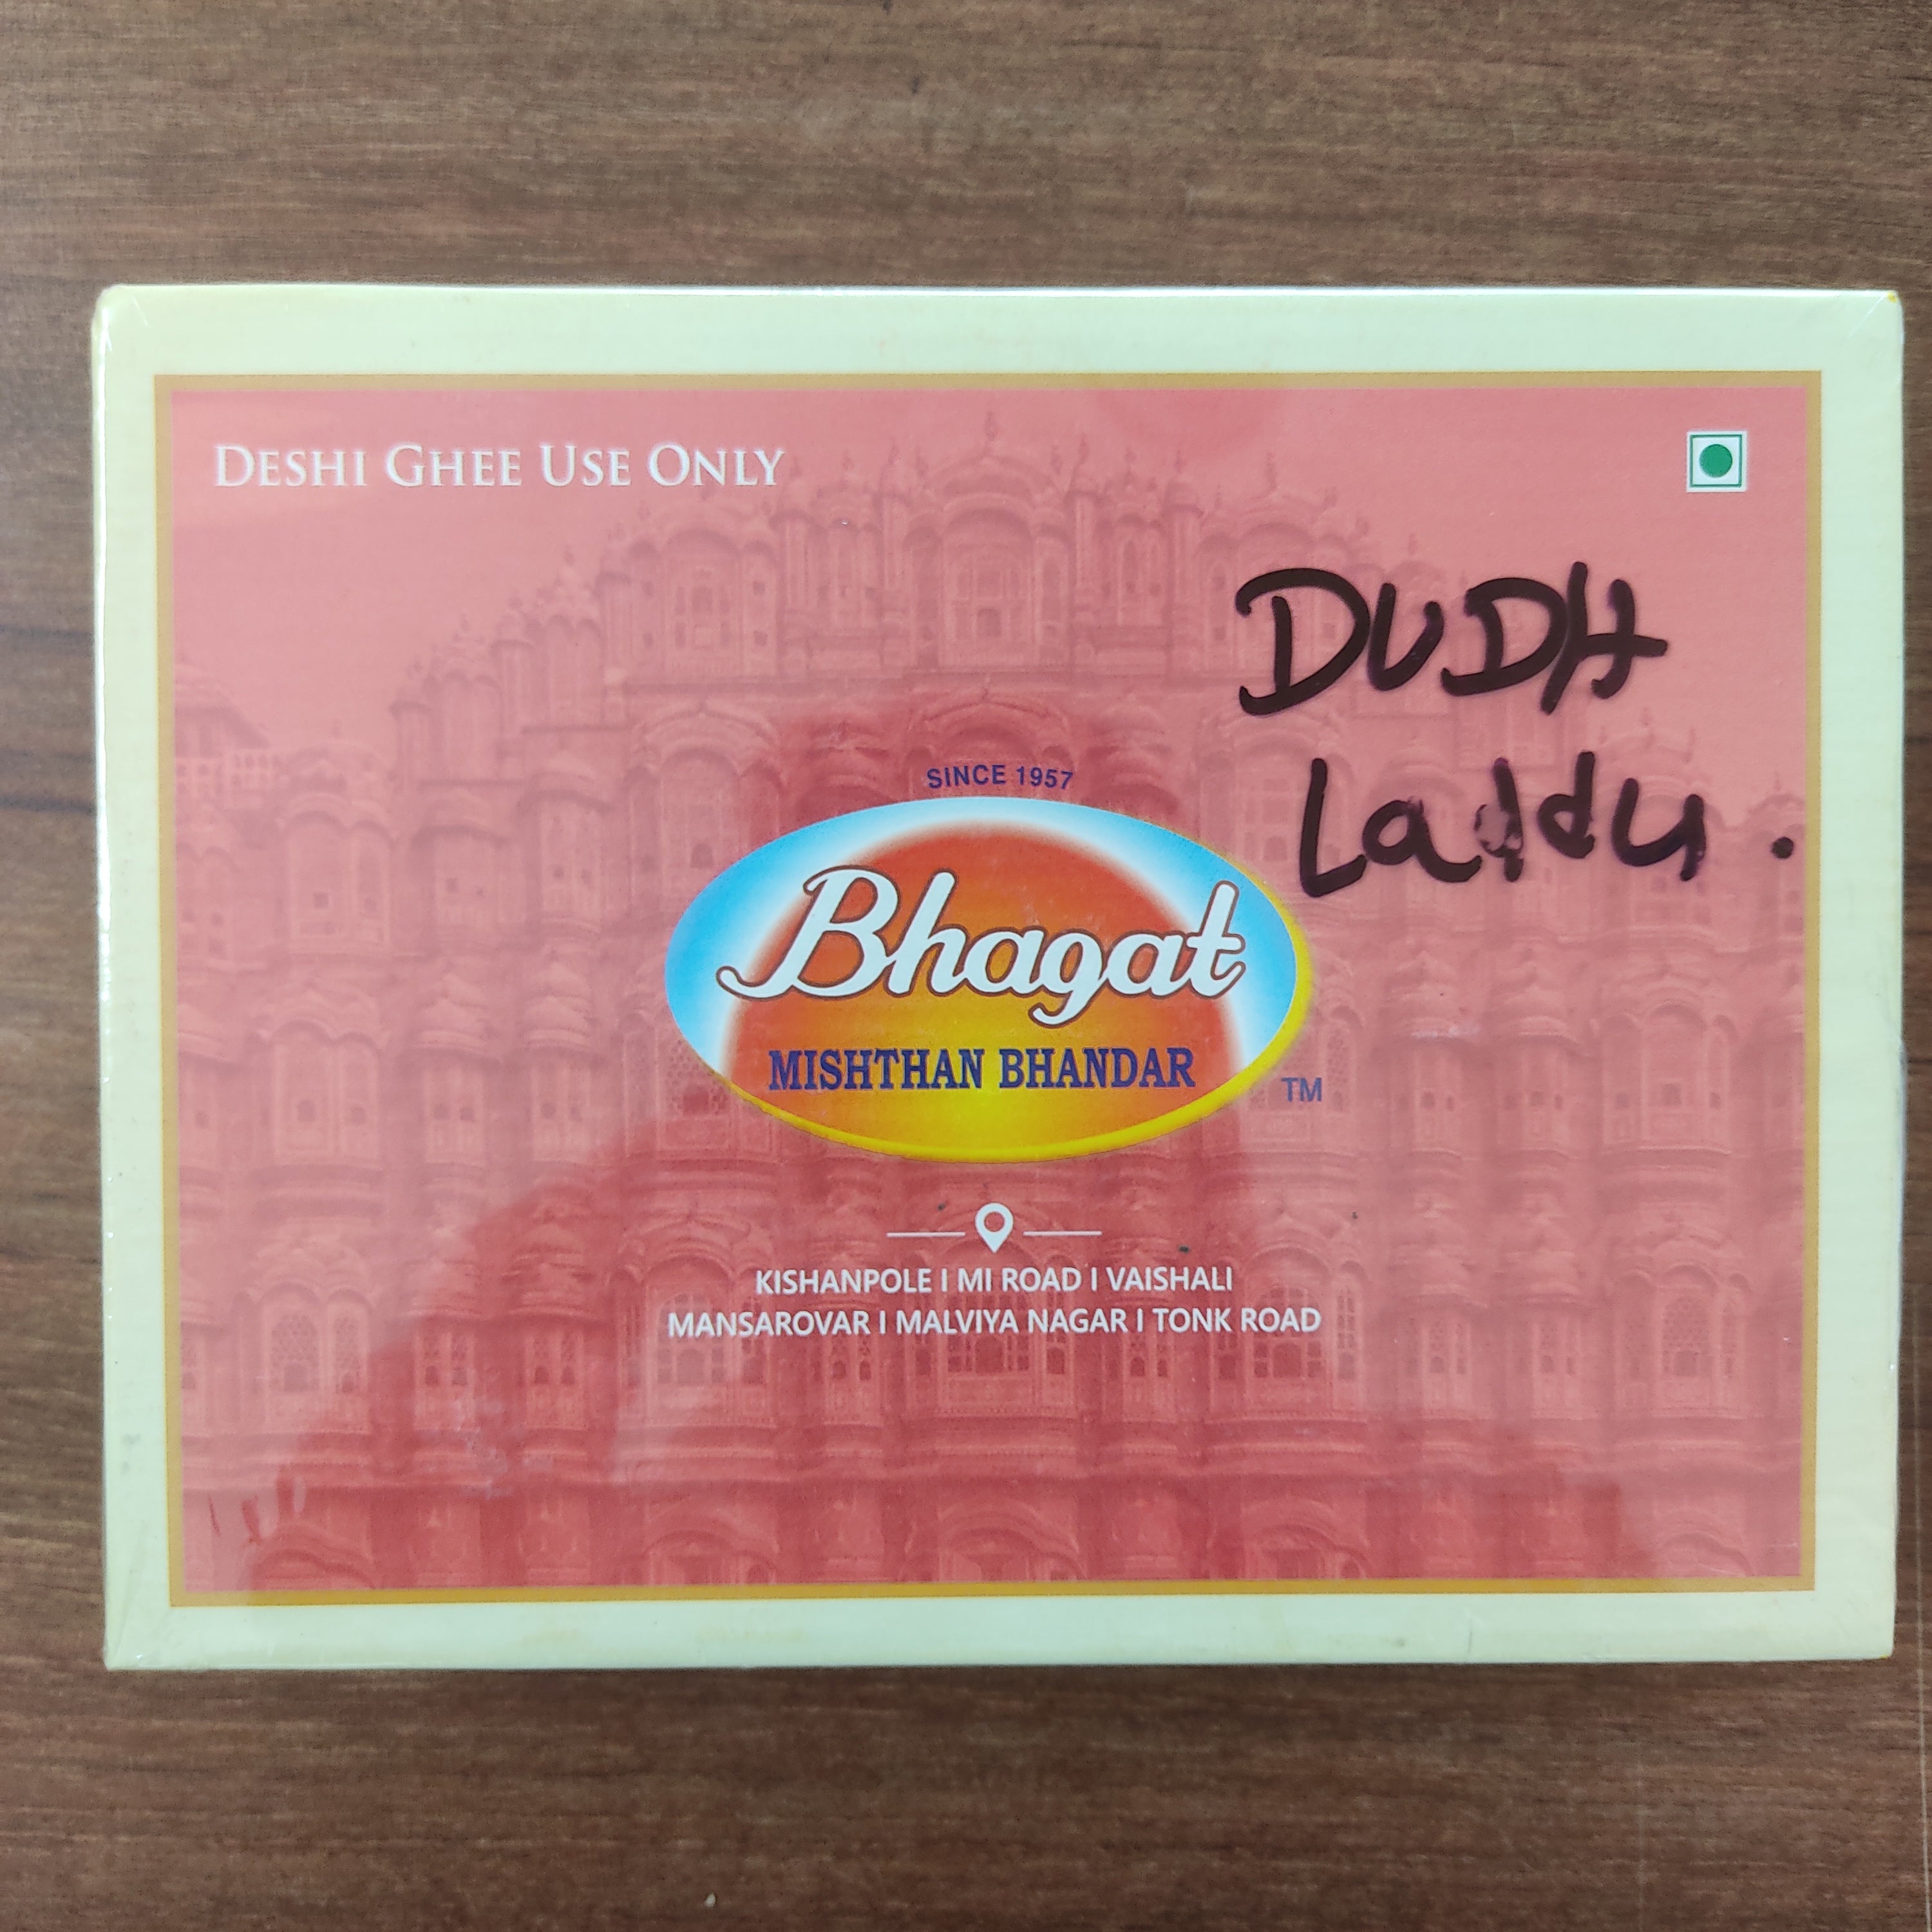 DESHI GHEE USE ONLY
DUDH
Laddu.
SINCE 1957
Bhagat
MISHTHAN BHANDAR
TM
KISHANPOLE I MI ROAD I VAISHALI
MANSAROVAR I MALVIYA NAGAR I TONK ROAD